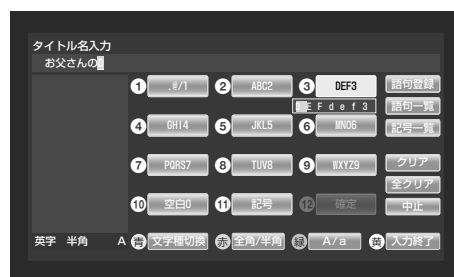 タイトル名入力
お父さんの
① .@/1 ② ABC2 ③ DEF3 語句登録
D E F d e f 3 語句一覧
④ GHI4 ⑤ JKL5 ⑥ MNO6 記号一覧
⑦ PQRS7 ⑧ TUV8 ⑨ WXYZ9 クリア
全クリア
⑩ 空白0 ⑪ 記号 ⑫ 確定 中止
英字 半角 A 青 文字種切換 赤 全角/半角 緑 A/a 黄 入力終了